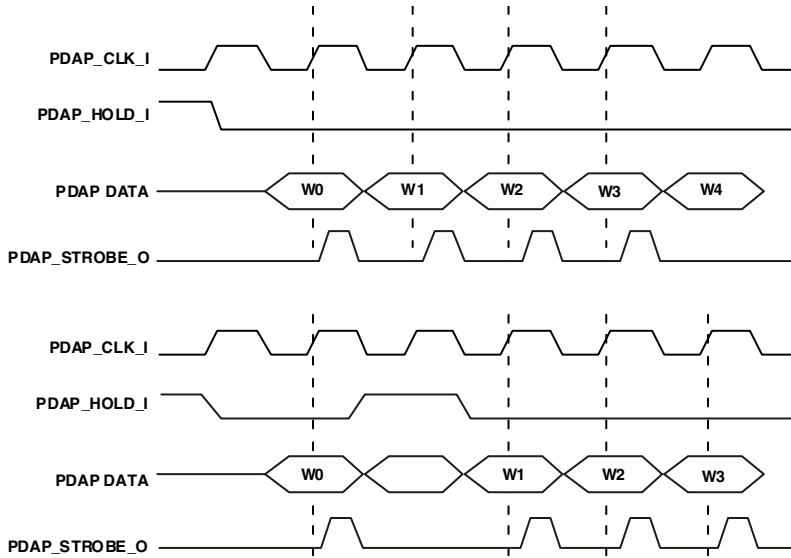 PDAP_CLK_I
PDAP_HOLD_I
PDAP DATA W0 W1 W2 W3 W4
PDAP_STROBE_O
PDAP_CLK_I
PDAP_HOLD_I
PDAP DATA W0 W1 W2 W3
PDAP_STROBE_O